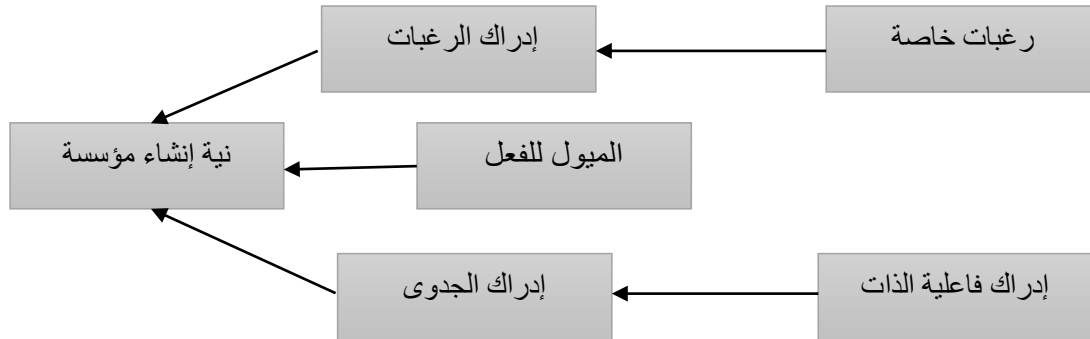 رغبات خاصة
إدراك الرغبات
الميول للفعل
نية إنشاء مؤسسة
إدراك فاعلية الذات
إدراك الجدوى